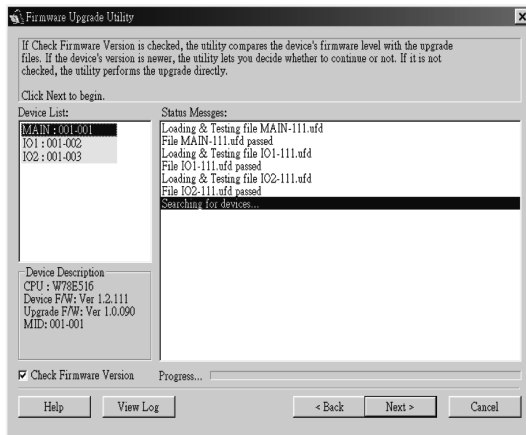 Firmware Upgrade Utility
If Check Firmware Version is checked, the utility compares the device's firmware level with the upgrade
files. If the device's version is newer, the utility lets you decide whether to continue or not. If it is not
checked, the utility performs the upgrade directly.
Click Next to begin.
Device List:
MAIN : 001-001
IO1 : 001-002
IO2 : 001-003
Status Messges:
Loading & Testing file MAIN-111.ufd
File MAIN-111.ufd passed
Loading & Testing file IO1-111.ufd
File IO1-111.ufd passed
Loading & Testing file IO2-111.ufd
File IO2-111.ufd passed
Searching for devices...
Device Description
CPU : W78E516
Device F/W: Ver 1.2.111
Upgrade F/W: Ver 1.0.090
MID: 001-001
Check Firmware Version
Progress...
Help
View Log
< Back
Next >
Cancel